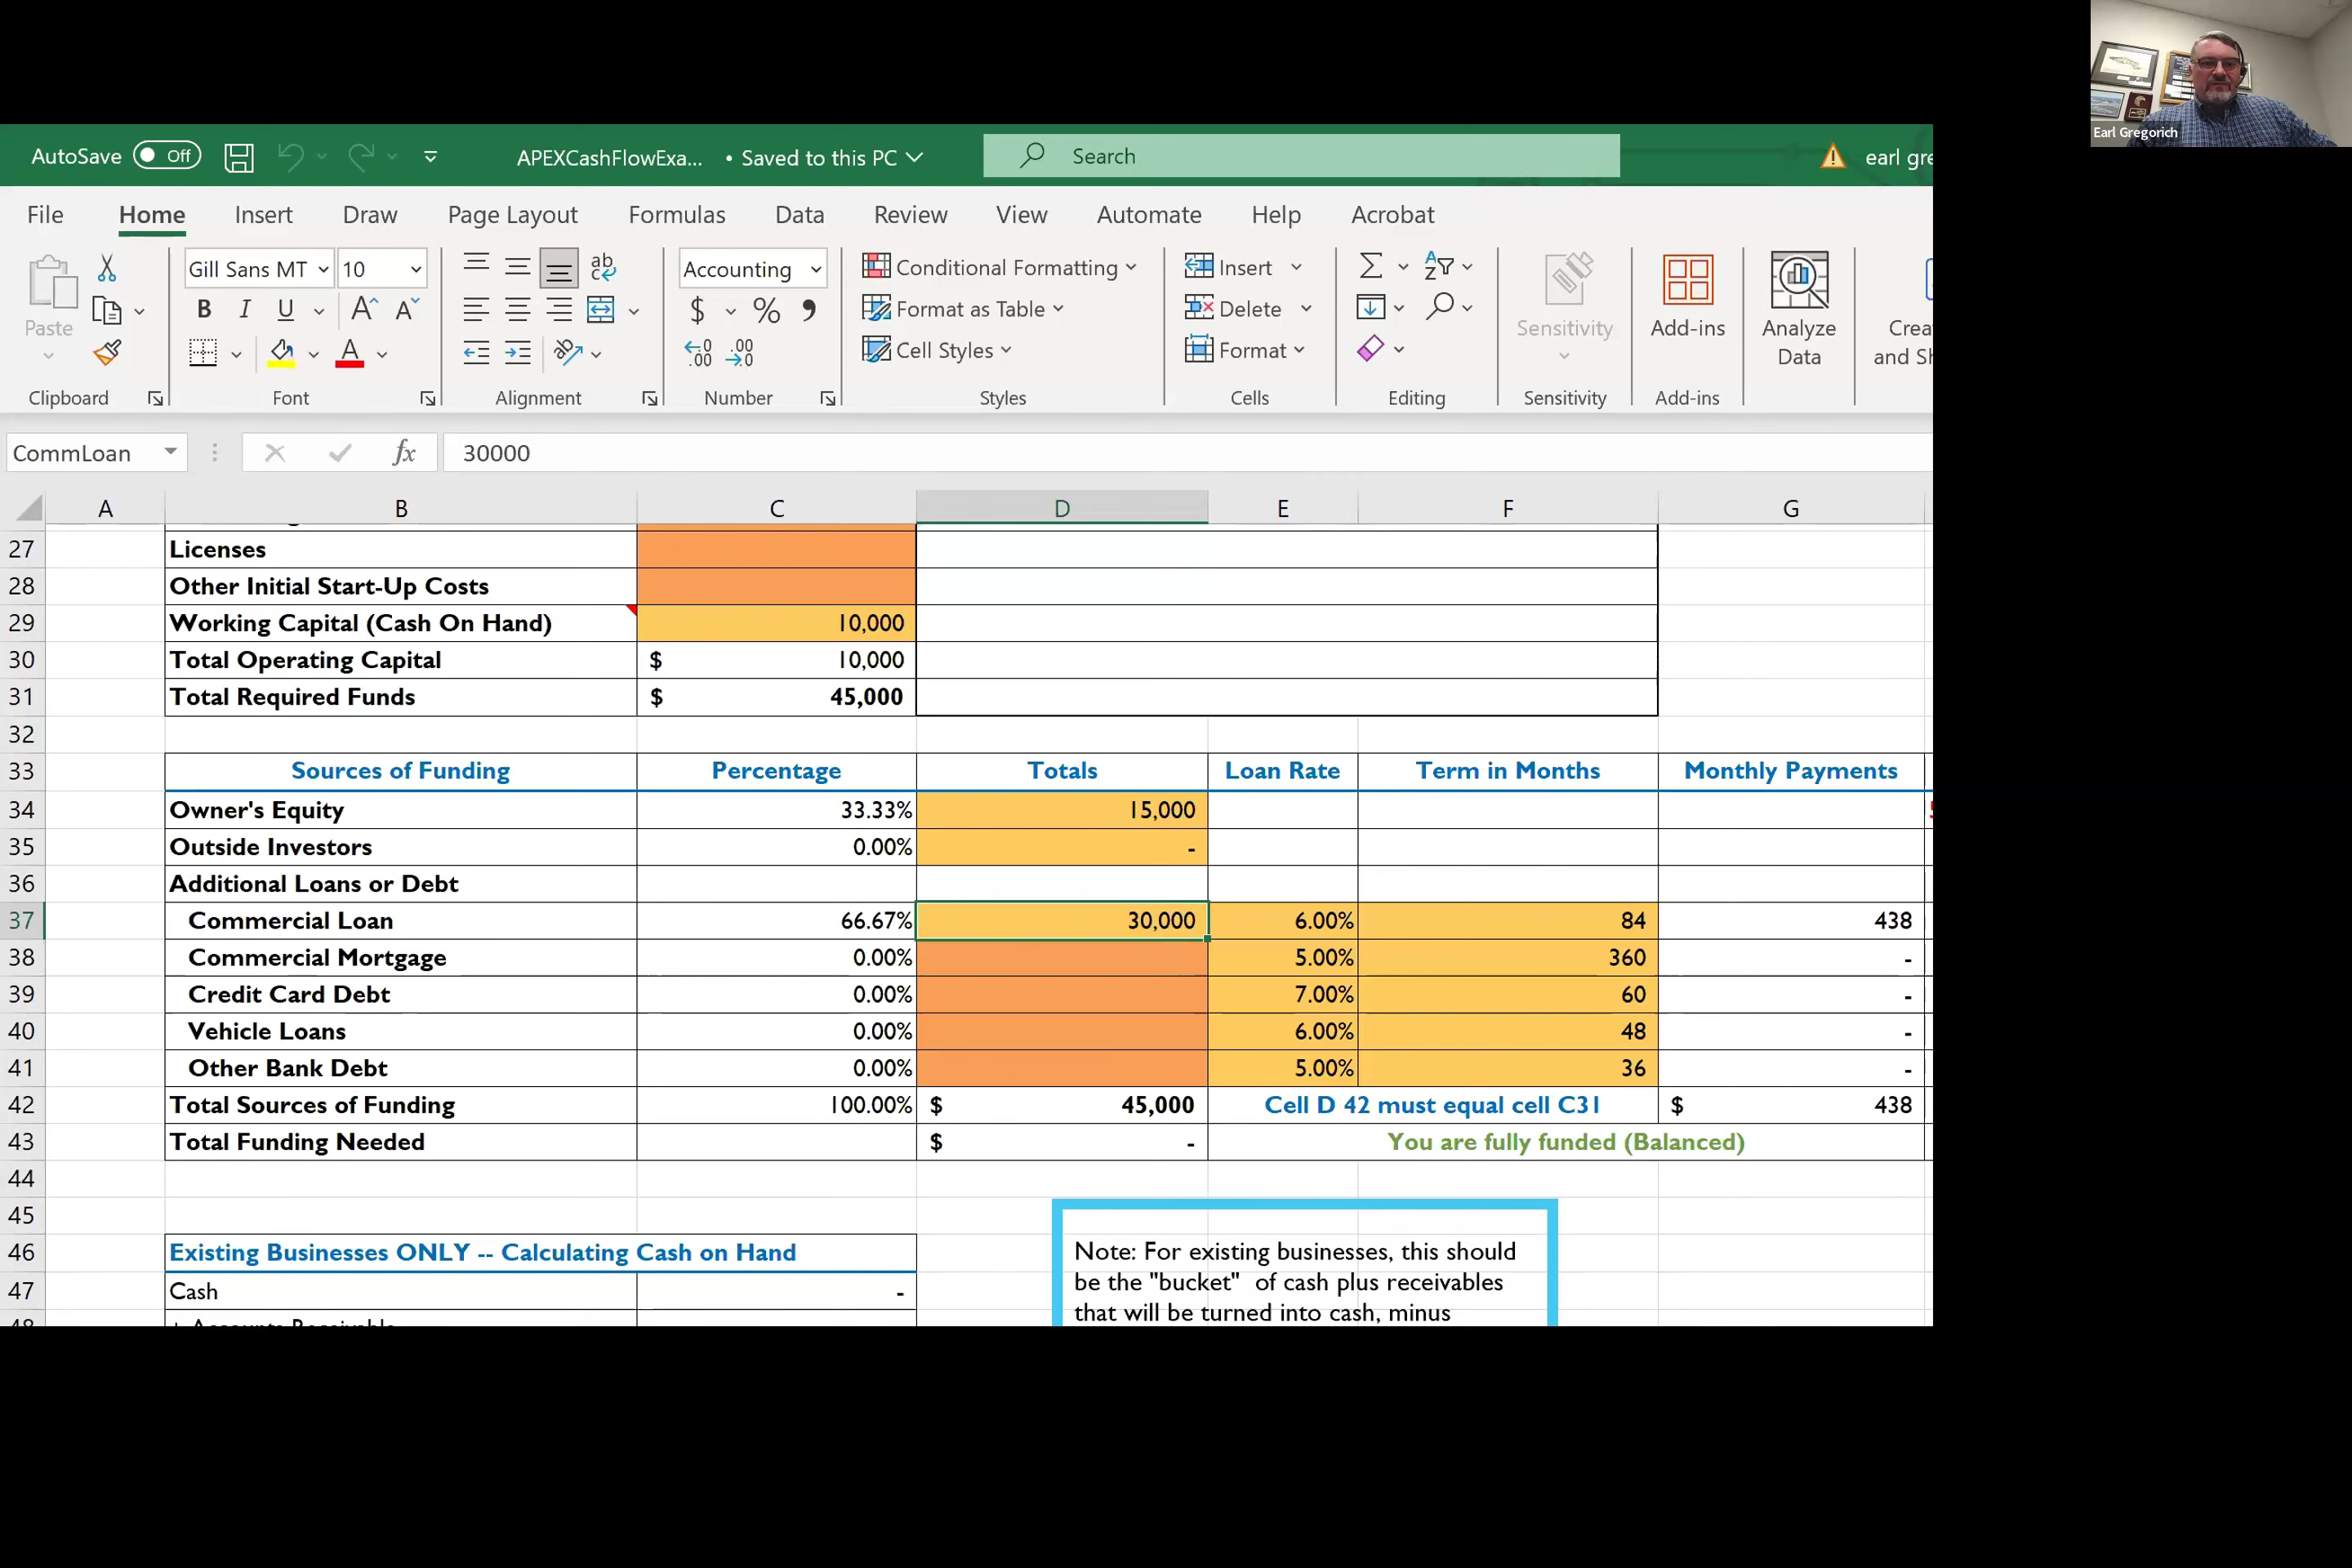 Earl Gregorich
AutoSave Off APEXCashFlowExa... • Saved to this PC Search earl gre
File Home Insert Draw Page Layout Formulas Data Review View Automate Help Acrobat
Paste Gill Sans MT 10 ab Accounting Conditional Formatting Insert Sensitivity Add-ins Analyze Data Crea and Sh
B I U A A $ % Format as Table Delete
A .00 .00 Cell Styles Format
Clipboard Font Alignment Number Styles Cells Editing Sensitivity Add-ins
CommLoan fx 30000
A B C D E F G
27 Licenses
28 Other Initial Start-Up Costs
29 Working Capital (Cash On Hand) 10,000
30 Total Operating Capital $ 10,000
31 Total Required Funds $ 45,000
32
33 Sources of Funding Percentage Totals Loan Rate Term in Months Monthly Payments
34 Owner's Equity 33.33% 15,000
35 Outside Investors 0.00% -
36 Additional Loans or Debt
37 Commercial Loan 66.67% 30,000 6.00% 84 438
38 Commercial Mortgage 0.00% 5.00% 360 -
39 Credit Card Debt 0.00% 7.00% 60 -
40 Vehicle Loans 0.00% 6.00% 48 -
41 Other Bank Debt 0.00% 5.00% 36 -
42 Total Sources of Funding 100.00% $ 45,000 Cell D 42 must equal cell C31 $ 438
43 Total Funding Needed $ - You are fully funded (Balanced)
44
45
46 Existing Businesses ONLY -- Calculating Cash on Hand
47 Cash -
Note: For existing businesses, this should
be the "bucket" of cash plus receivables
that will be turned into cash, minus